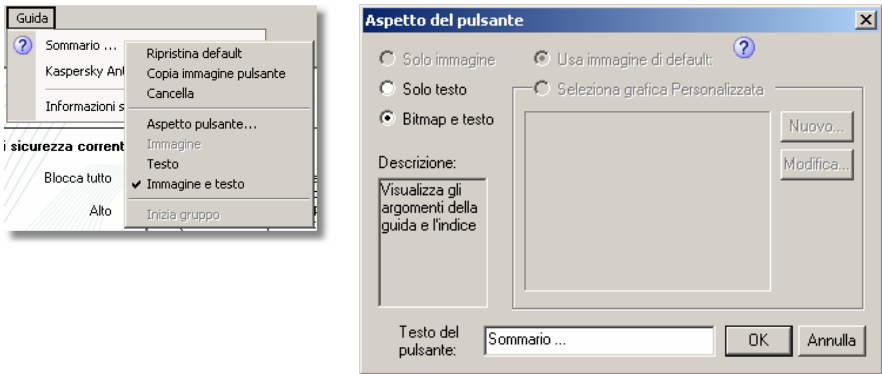 Guida
Sommario ...
Kaspersky
Informazioni
i sicurezza
Blocca tutto
Alto
Ripristina default
Copia immagine pulsante
Cancella
Aspetto pulsante...
Immagine
Testo
Immagine e testo
Inizia gruppo
Aspetto del pulsante
Solo immagine
Solo testo
Bitmap e testo
Usa immagine di default:
Seleziona grafica Personalizzata
Nuovo...
Modifica...
Descrizione:
Visualizza gli
argomenti della
guida e l'indice
Testo del
pulsante:
Sommario ...
OK
Annulla